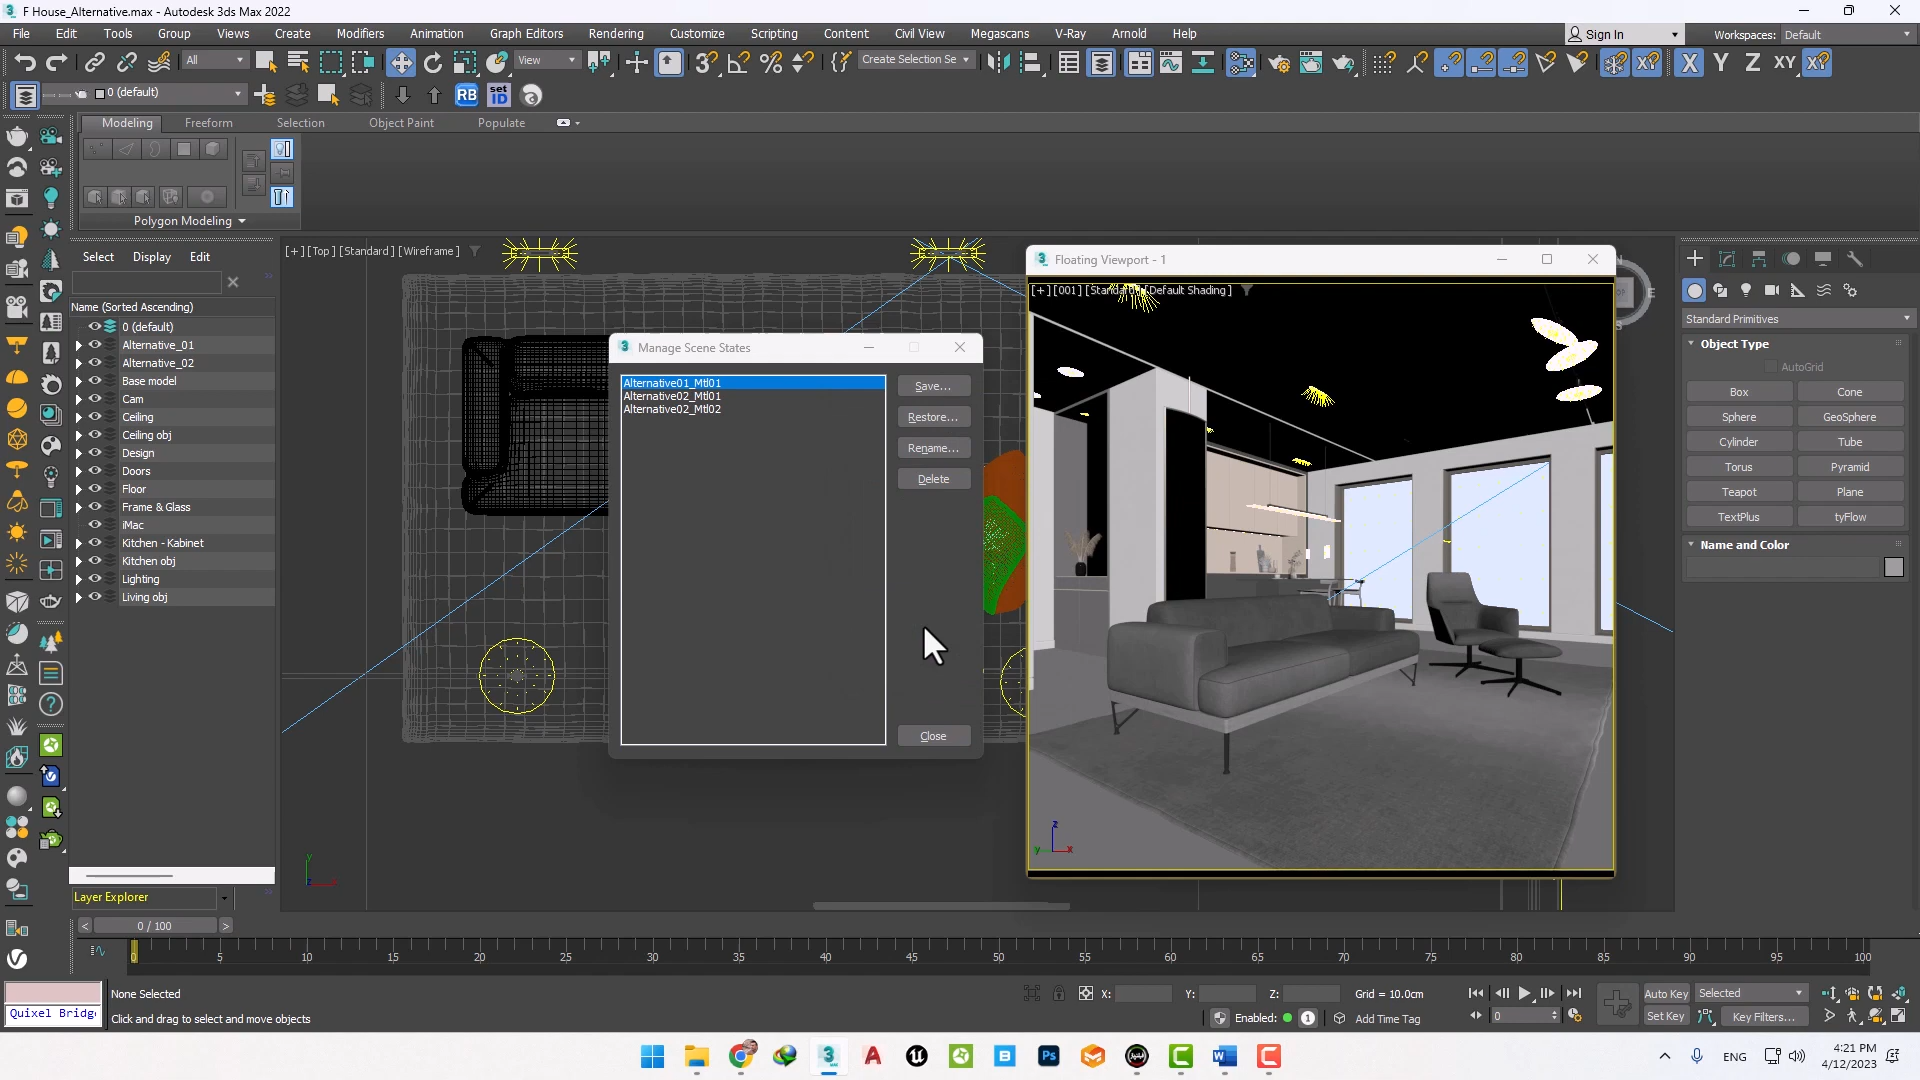 F House_Alternative.max - Autodesk 3ds Max 2022
File Edit Tools Group Views Create Modifiers Animation Graph Editors Rendering Customize Scripting Content Civil View Megascans V-Ray Arnold Help
Sign In
Workspaces: Default
All
View
Create Selection Se
X Y Z XY
0 (default)
RB
set ID
Modeling Freeform Selection Object Paint Populate
Polygon Modeling
Select Display Edit
Name (Sorted Ascending)
0 (default)
Alternative_01
Alternative_02
Base model
Cam
Ceiling
Ceiling obj
Design
Doors
Floor
Frame & Glass
iMac
Kitchen - Kabinet
Kitchen obj
Lighting
Living obj
Layer Explorer
[+] [Top] [Standard] [Wireframe]
Manage Scene States
Alternative01_Mtl01
Alternative02_Mtl01
Alternative02_Mtl02
Save...
Restore...
Rename...
Delete
Close
Floating Viewport - 1
[+] [001] [Standard] [Default Shading]
Standard Primitives
Object Type
AutoGrid
Box Cone
Sphere GeoSphere
Cylinder Tube
Torus Pyramid
Teapot Plane
TextPlus tyFlow
Name and Color
< 0 / 100 >
0 5 10 15 20 25 30 35 40 45 50 55 60 65 70 75 80 85 90 95 100
None Selected
Quixel Bridge
Click and drag to select and move objects
X: Y: Z: Grid = 10.0cm
Enabled: 1 Add Time Tag
0
Auto Key Selected
Set Key Key Filters...
ENG
4:21 PM
4/12/2023